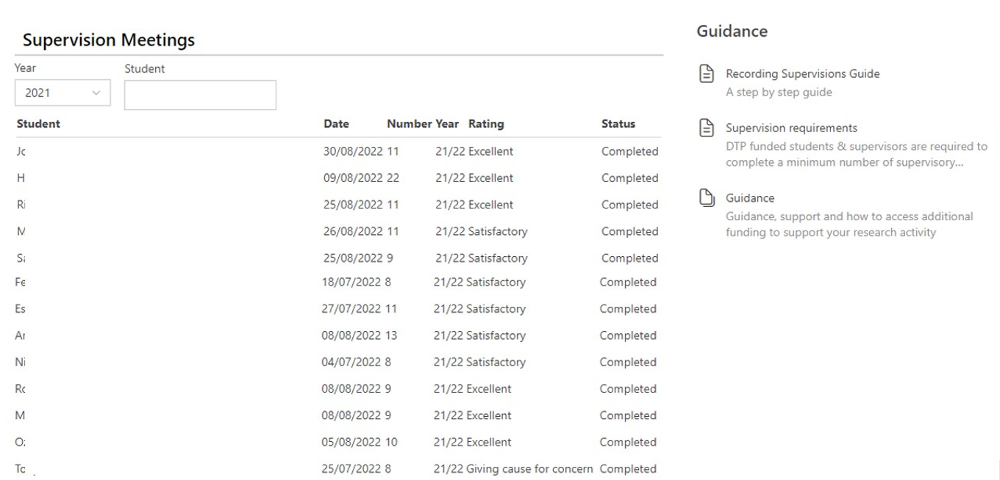 Supervision Meetings
Year
Student
2021
Student Date Number Year Rating Status
30/08/2022 11 21/22 Excellent Completed
H 09/08/2022 22 21/22 Excellent Completed
Ri 25/08/2022 11 21/22 Excellent Completed
M 26/08/2022 11 21/22 Satisfactory Completed
25/08/2022 9 21/22 Satisfactory Completed
Fe 18/07/2022 8 21/22 Satisfactory Completed
Es 27/07/2022 11 21/22 Satisfactory Completed
08/08/2022 13 21/22 Satisfactory Completed
Ni 04/07/2022 8 21/22 Satisfactory Completed
08/08/2022 9 21/22 Excellent Completed
M 08/08/2022 9 21/22 Excellent Completed
05/08/2022 10 21/22 Excellent Completed
25/07/2022 8 21/22 Giving cause for concern Completed
Guidance
Recording Supervisions Guide
A step by step guide
Supervision requirements
DTP funded students & supervisors are required to
complete a minimum number of supervisory...
Guidance
Guidance, support and how to access additional
funding to support your research activity